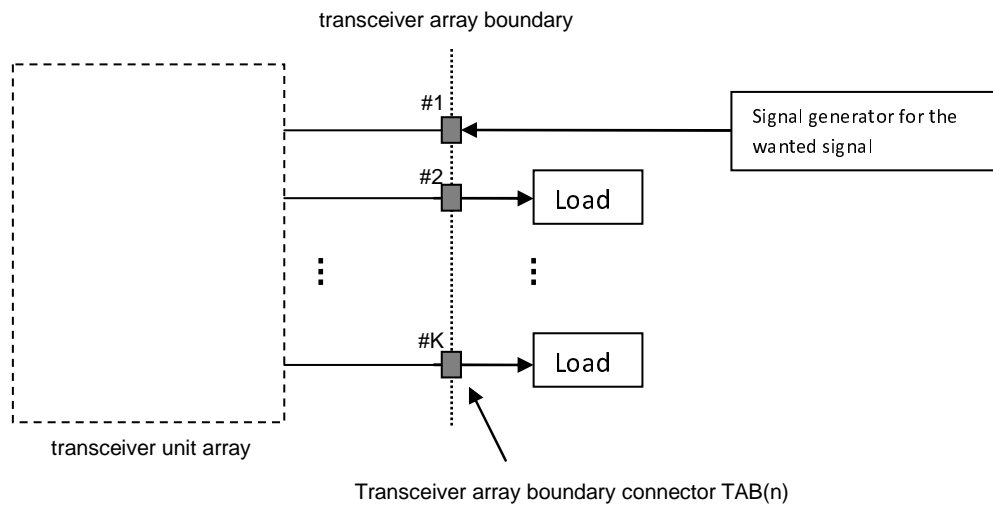 transceiver array boundary
#1
Signal generator for the
wanted signal
#2
Load
#K
Load
transceiver unit array
Transceiver array boundary connector TAB(n)